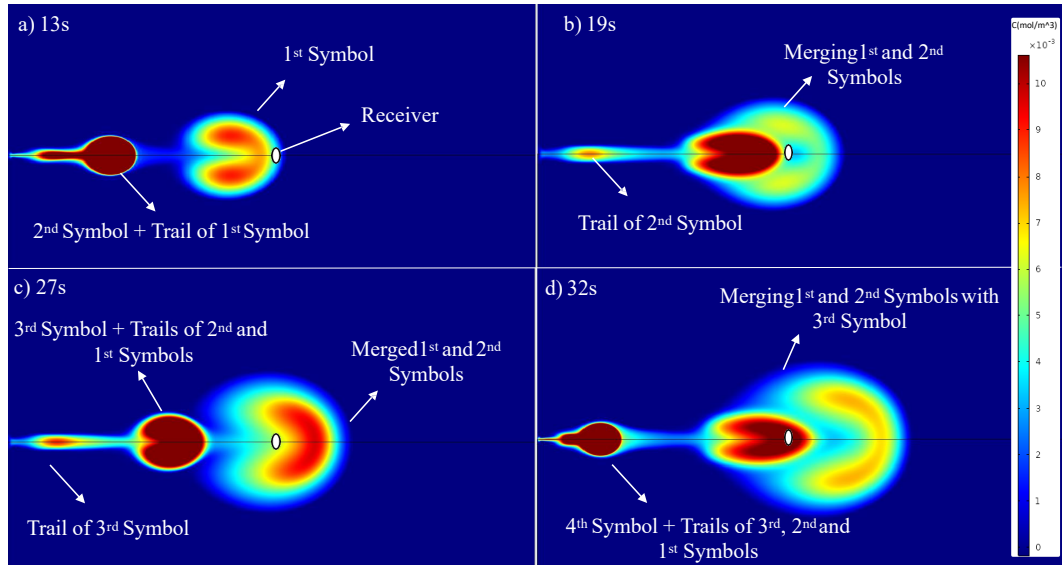 a) 13s
1st Symbol
Receiver
2nd Symbol + Trail of 1st Symbol
b) 19s
Merging1st and 2nd
Symbols
Trail of 2nd Symbol
c) 27s
3rd Symbol + Trails of 2nd and
1st Symbols
Merged1st and 2nd
Symbols
Trail of 3rd Symbol
d) 32s
Merging1st and 2nd Symbols with
3rd Symbol
4th Symbol + Trails of 3rd, 2nd and
1st Symbols
C(mol/m^3)
×10⁻³
10
9
8
7
6
5
4
3
2
1
0